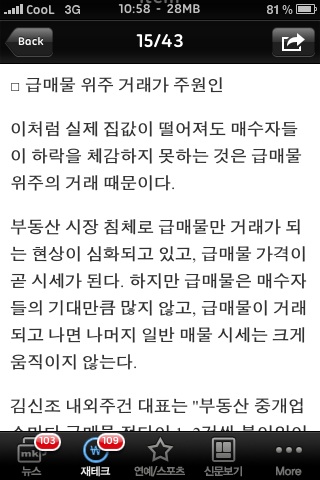 CooL 3G 10:58 - 28MB 81 %
Back 15/43
□ 급매물 위주 거래가 주원인
이처럼 실제 집값이 떨어져도 매수자들
이 하락을 체감하지 못하는 것은 급매물
위주의 거래 때문이다.
부동산 시장 침체로 급매물만 거래가 되
는 현상이 심화되고 있고, 급매물 가격이
곧 시세가 된다. 하지만 급매물은 매수자
들의 기대만큼 많지 않고, 급매물이 거래
되고 나면 나머지 일반 매물 시세는 크게
움직이지 않는다.
김신조 내외주건 대표는 "부동산 중개업
103 109
mk
뉴스 재테크 연예/스포츠 신문보기 More